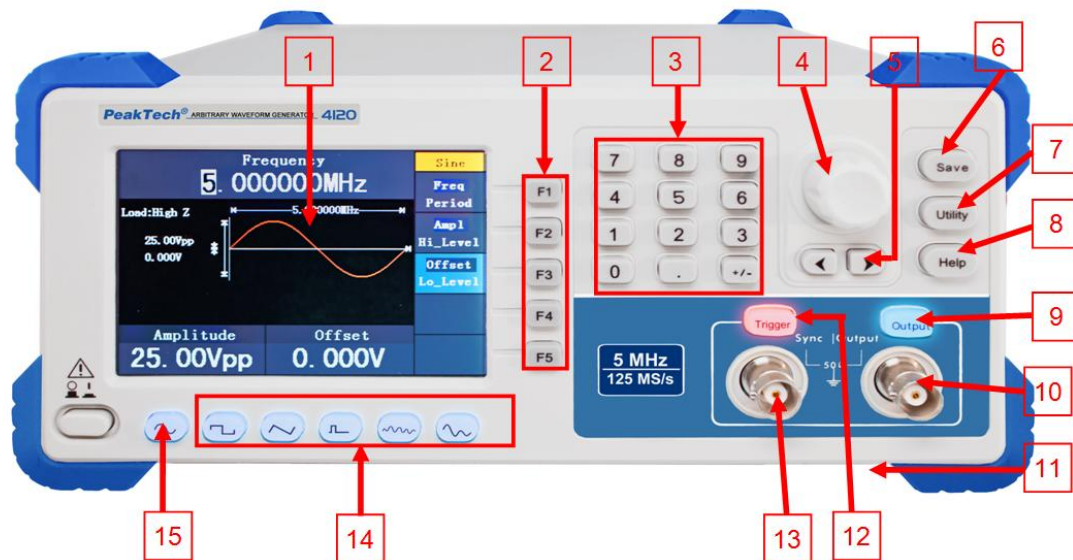 1
2
3
4
5
6
7
8
9
10
11
12
13
14
15
PeakTech® ARBITRARY WAVEFORM GENERATOR 4120
Frequency
5.000000MHz
Sine
Freq
Period
Ampl
Hi_Level
Offset
Lo_Level
Load:High Z
25.00Vpp
0.000V
Amplitude
25.00Vpp
Offset
0.000V
F1
F2
F3
F4
F5
7 8 9
4 5 6
1 2 3
0 . +/-
Save
Utility
Help
Trigger
Output
Sync | Output
5 MHz
125 MS/s